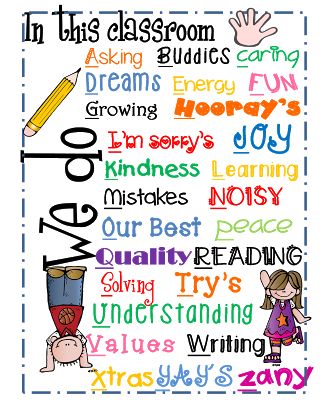 In this classroom
We do
Asking Buddies Caring
Dreams Energy FUN
Growing Hooray's
I'm sorry's JOY
Kindness Learning
Mistakes NOISY
Our Best Peace
Quality READING
Solving Try's
Understanding
Values Writing
Xtras YAY'S zany